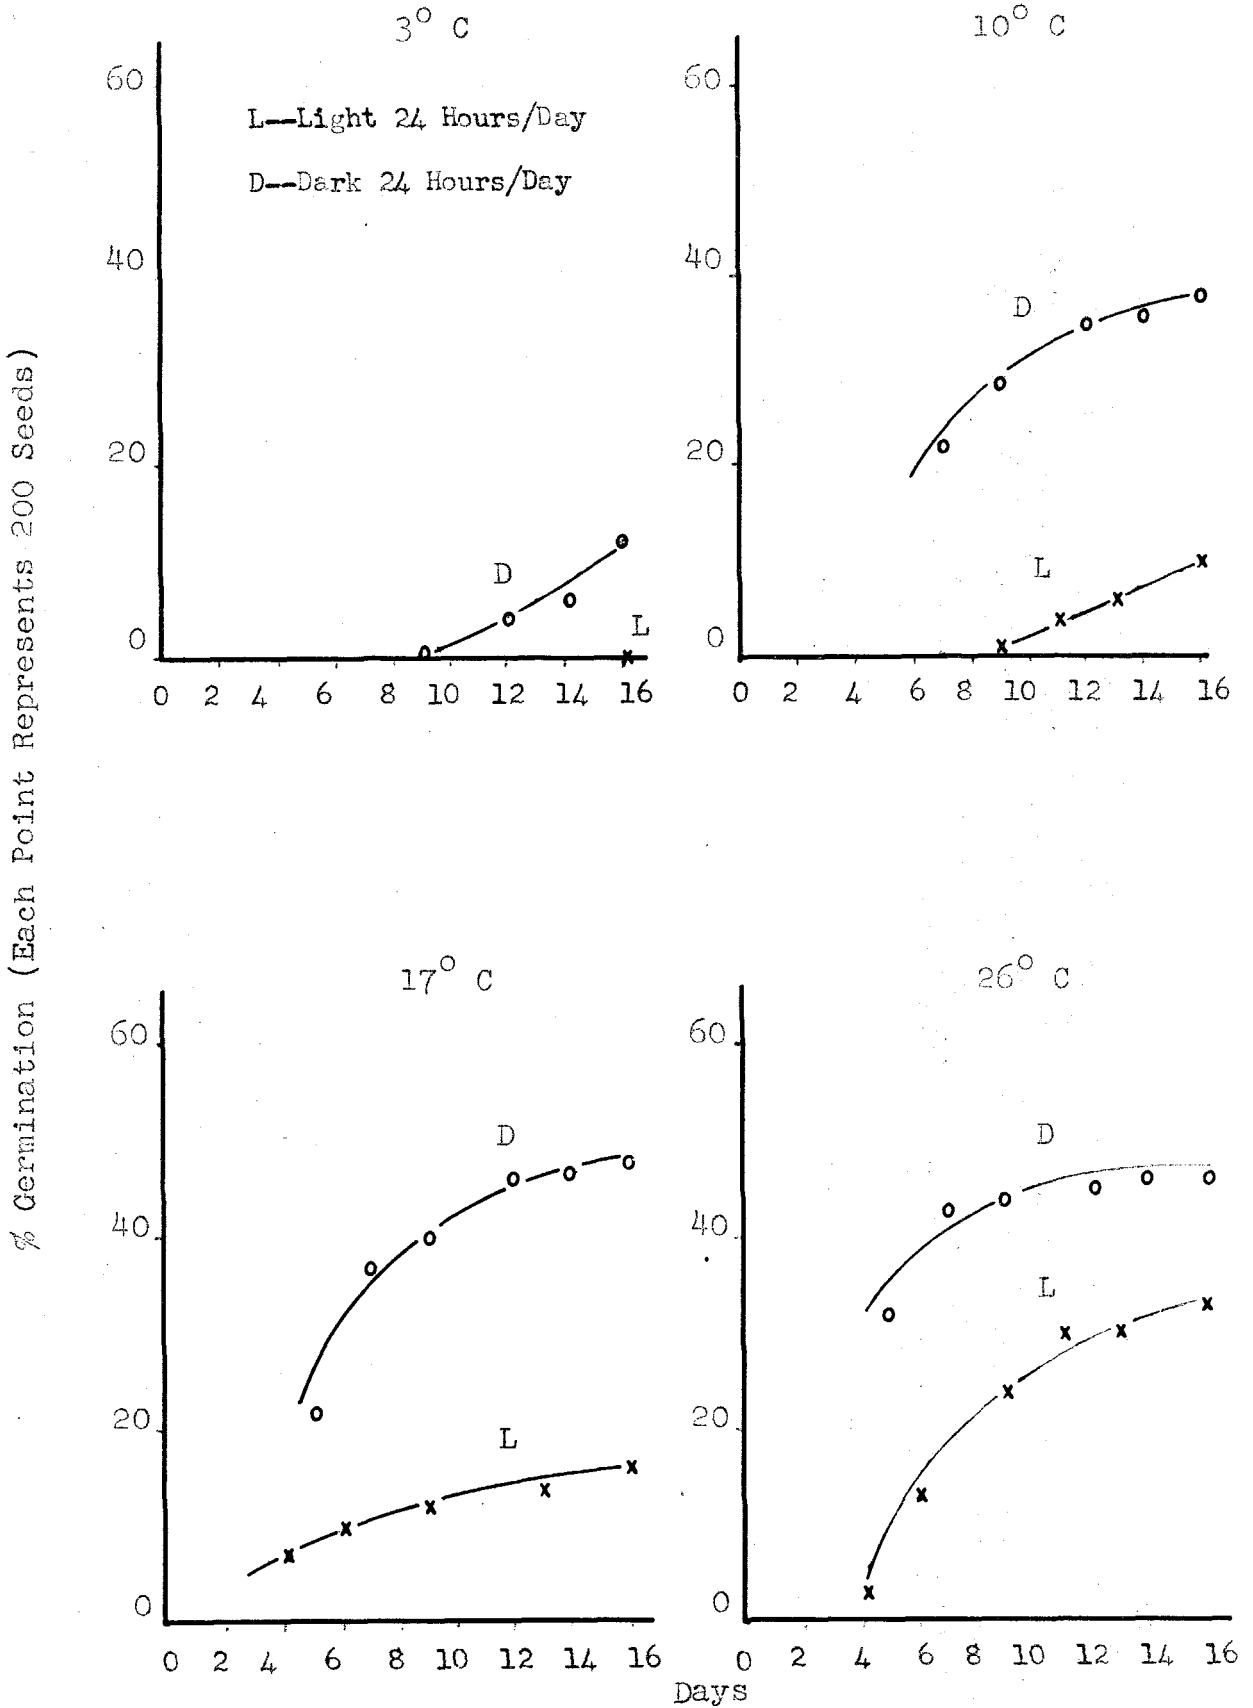 3° C
60
L--Light 24 Hours/Day
D--Dark 24 Hours/Day
40
20
D
L
0
0 2 4 6 8 10 12 14 16
10° C
60
40
D
20
L
0
0 2 4 6 8 10 12 14 16
% Germination (Each Point Represents 200 Seeds)
17° C
60
D
40
20
L
0
0 2 4 6 8 10 12 14 16
26° C
60
D
40
L
20
0
0 2 4 6 8 10 12 14 16
Days